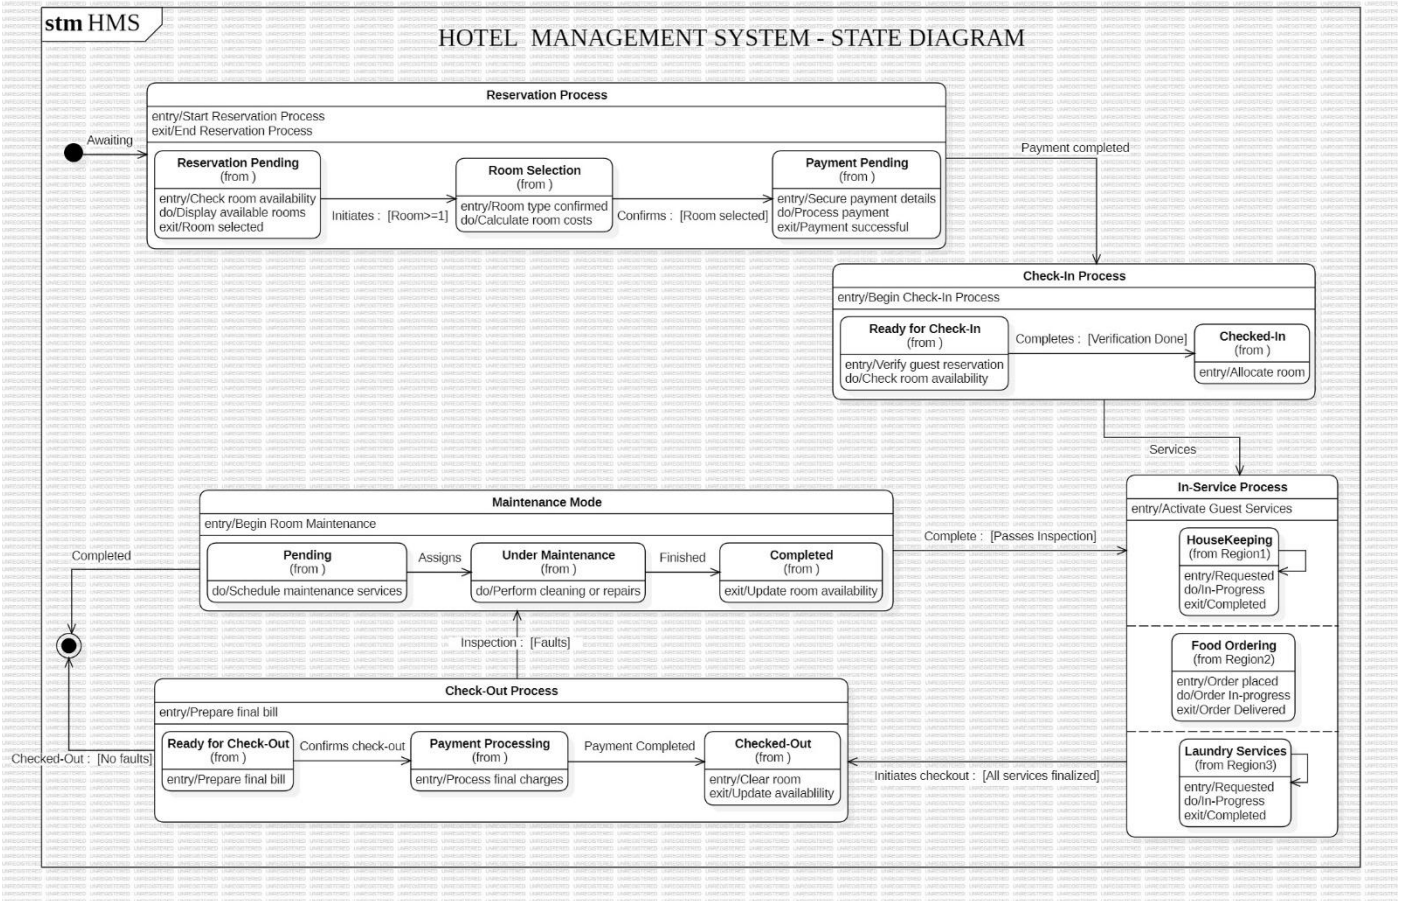 stm HMS
HOTEL MANAGEMENT SYSTEM - STATE DIAGRAM
Reservation Process
entry/Start Reservation Process
exit/End Reservation Process
Awaiting
Reservation Pending
(from )
entry/Check room availability
do/Display available rooms
exit/Room selected
Initiates : [Room>=1]
Room Selection
(from )
entry/Room type confirmed
do/Calculate room costs
Confirms : [Room selected]
Payment Pending
(from )
entry/Secure payment details
do/Process payment
exit/Payment successful
Payment completed
Check-In Process
entry/Begin Check-In Process
Ready for Check-In
(from )
entry/Verify guest reservation
do/Check room availability
Completes : [Verification Done]
Checked-In
(from )
entry/Allocate room
Services
In-Service Process
entry/Activate Guest Services
HouseKeeping
(from Region1)
entry/Requested
do/In-Progress
exit/Completed
Food Ordering
(from Region2)
entry/Order placed
do/Order In-progress
exit/Order Delivered
Laundry Services
(from Region3)
entry/Requested
do/In-Progress
exit/Completed
Maintenance Mode
entry/Begin Room Maintenance
Pending
(from )
do/Schedule maintenance services
Assigns
Under Maintenance
(from )
do/Perform cleaning or repairs
Finished
Completed
(from )
exit/Update room availability
Complete : [Passes Inspection]
Completed
Inspection : [Faults]
Check-Out Process
entry/Prepare final bill
Ready for Check-Out
(from )
entry/Prepare final bill
Confirms check-out
Payment Processing
(from )
entry/Process final charges
Payment Completed
Checked-Out
(from )
entry/Clear room
exit/Update availablility
Checked-Out : [No faults]
Initiates checkout : [All services finalized]